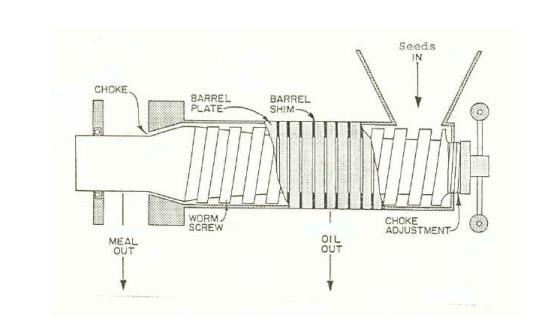 Seeds
IN
CHOKE
BARREL
PLATE
BARREL
SHIM
WORM
SCREW
CHOKE
ADJUSTMENT
MEAL
OUT
OIL
OUT